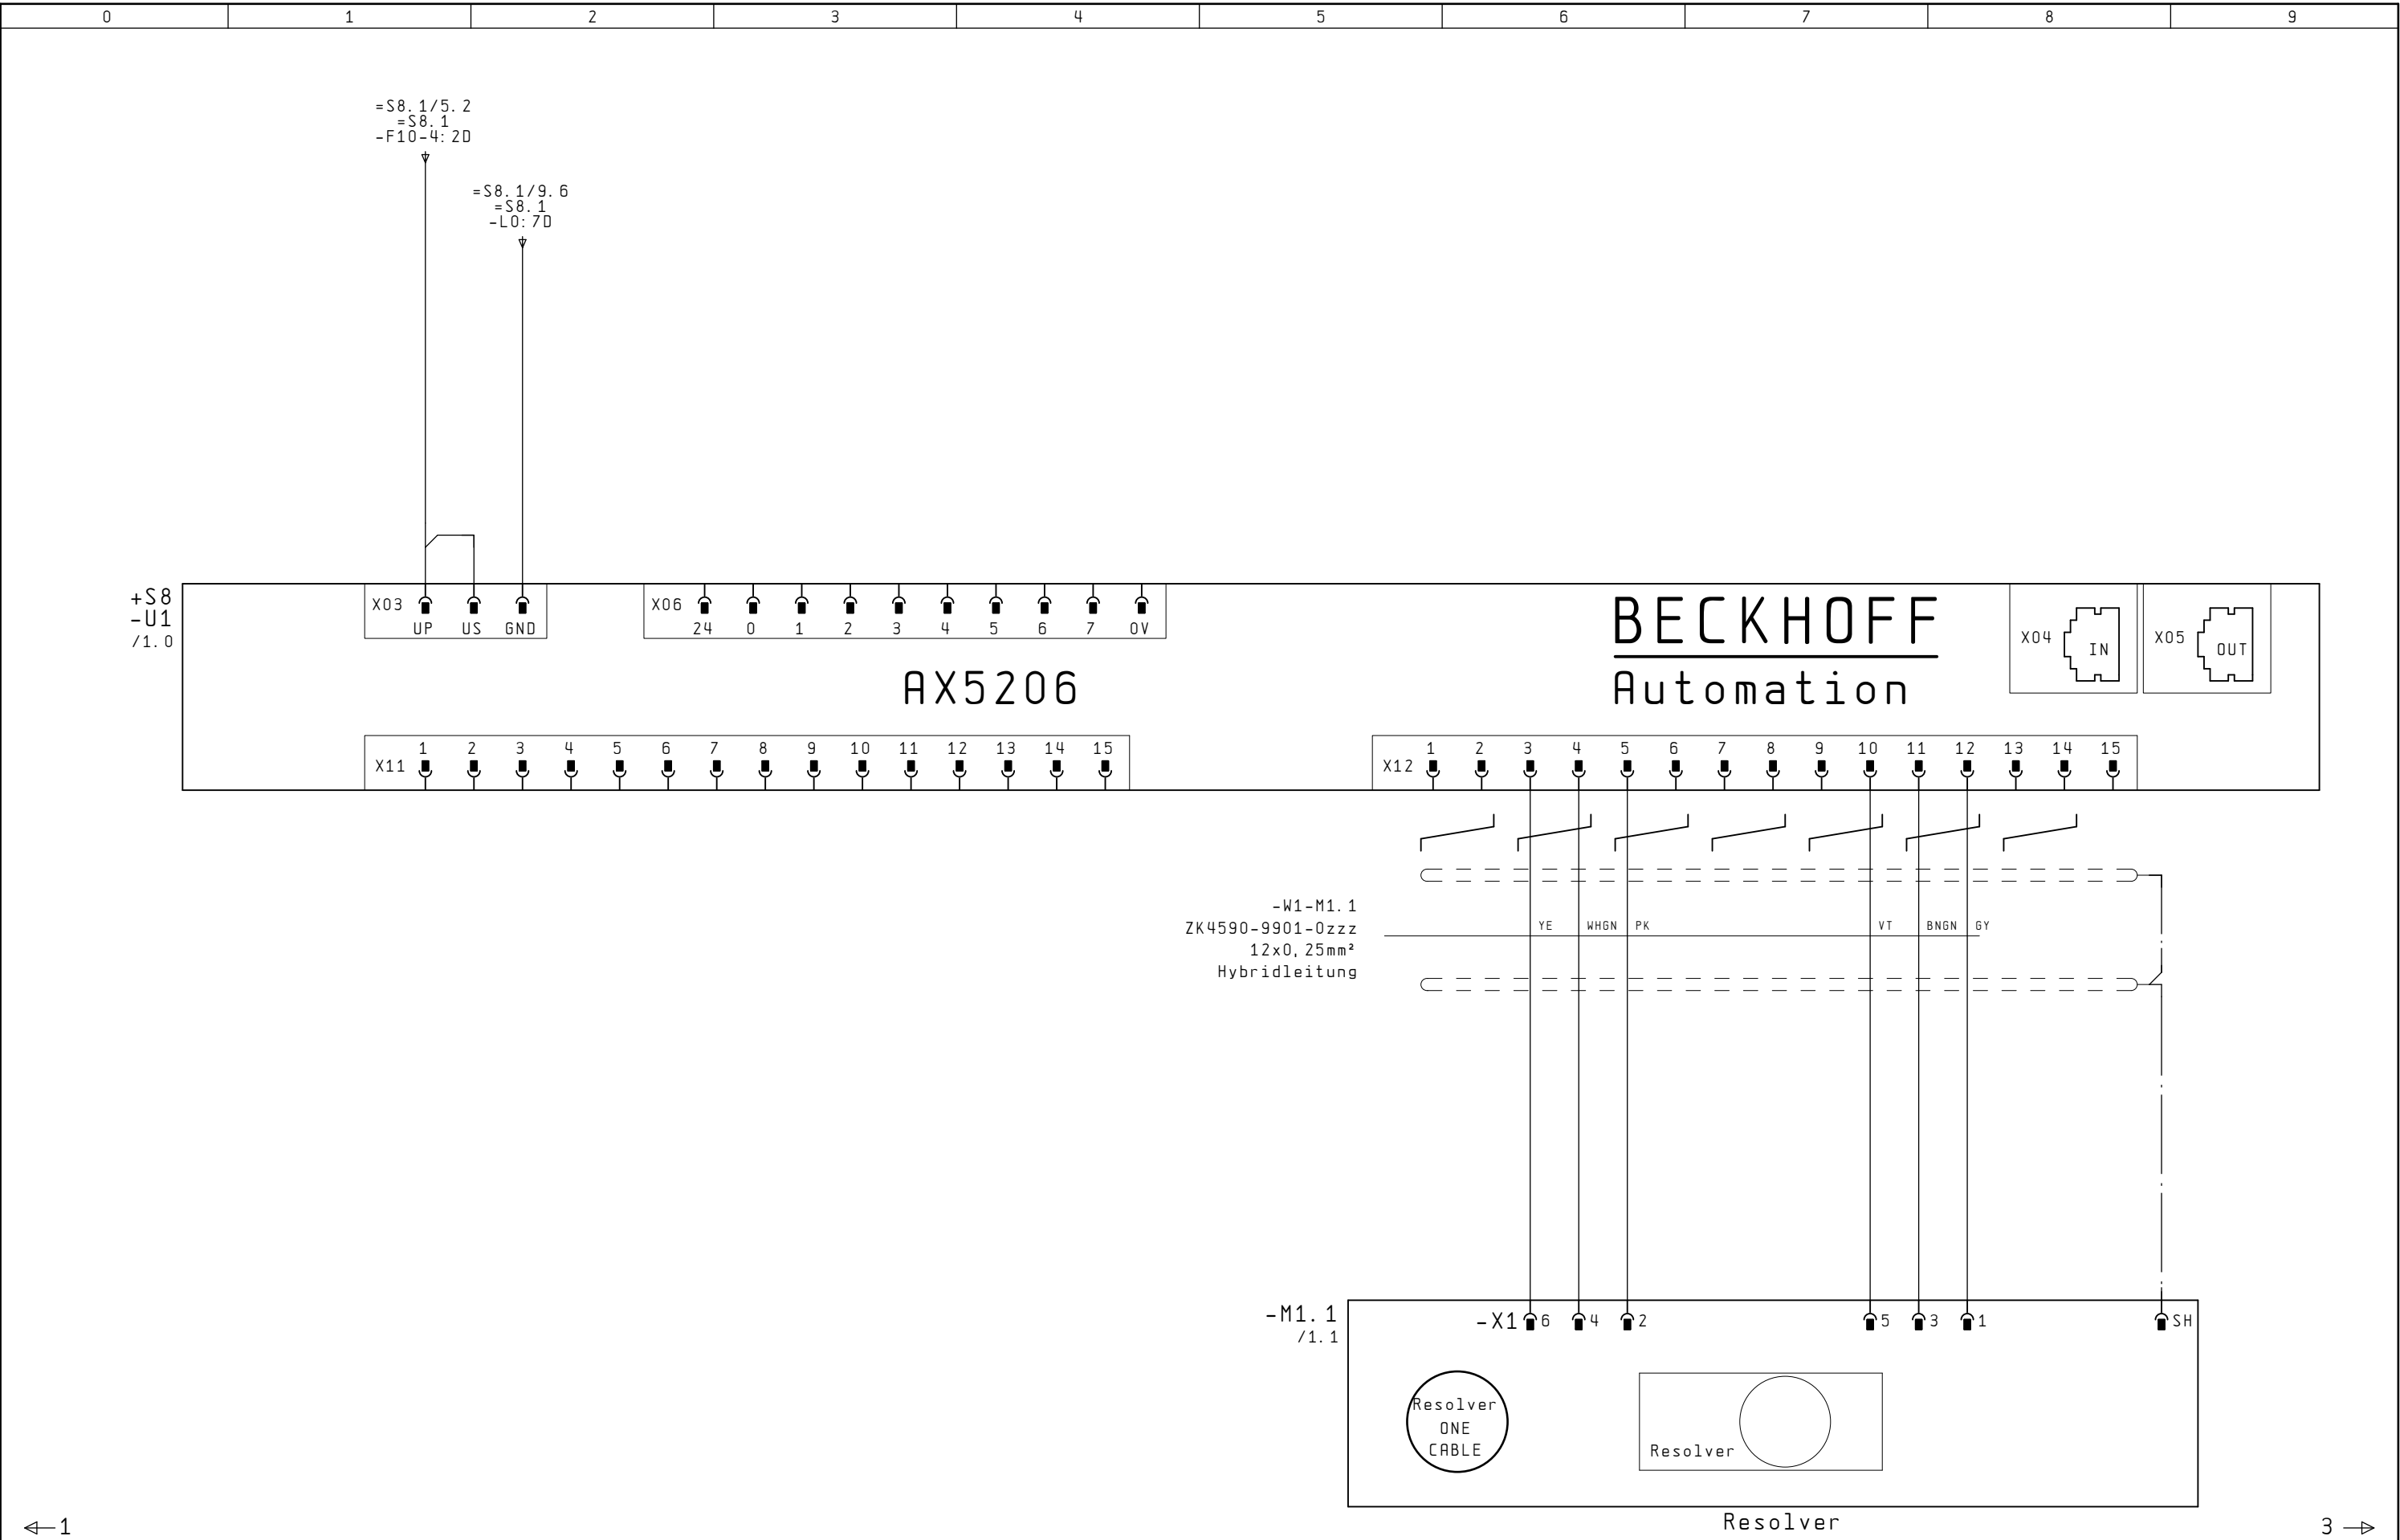 0 1 2 3 4 5 6 7 8 9
=S8.1/5.2
=S8.1
-F10-4:2D
=S8.1/9.6
=S8.1
-L0:7D
+S8
-U1
/1.0
X03
UP US GND
X06
24 0 1 2 3 4 5 6 7 0V
BECKHOFF
Automation
X04 IN
X05 OUT
AX5206
X11 1 2 3 4 5 6 7 8 9 10 11 12 13 14 15
X12 1 2 3 4 5 6 7 8 9 10 11 12 13 14 15
-W1-M1.1
ZK4590-9901-0zzz
12x0,25mm²
Hybridleitung
YE WHGN PK VT BNGN GY
-M1.1
/1.1
-X1 6 4 2 5 3 1 SH
Resolver
ONE
CABLE
Resolver
Resolver
1
3